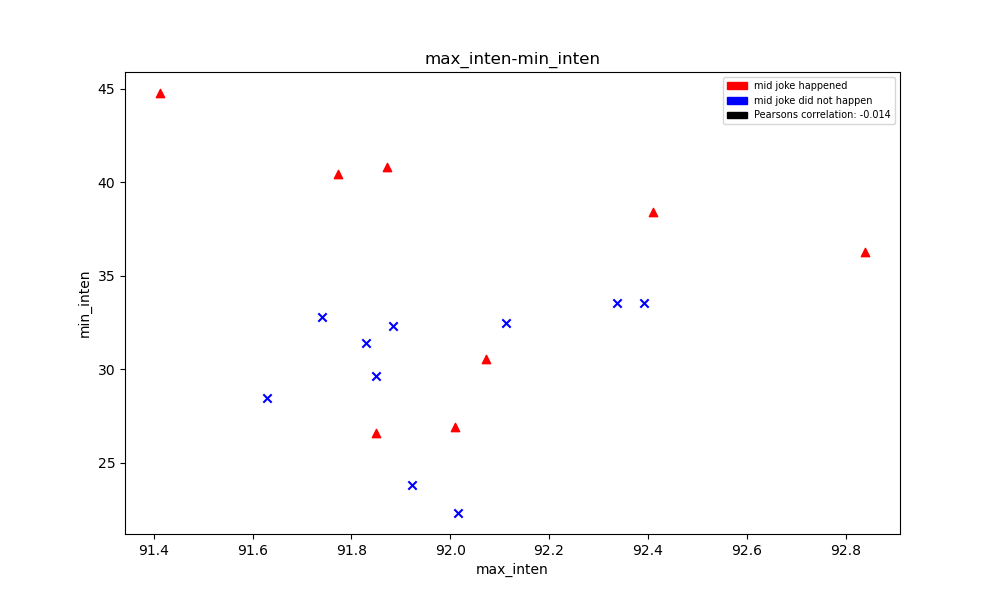 max_inten-min_inten
mid joke happened
mid joke did not happen
Pearsons correlation: -0.014
45
40
35
30
25
min_inten
91.4 91.6 91.8 92.0 92.2 92.4 92.6 92.8
max_inten